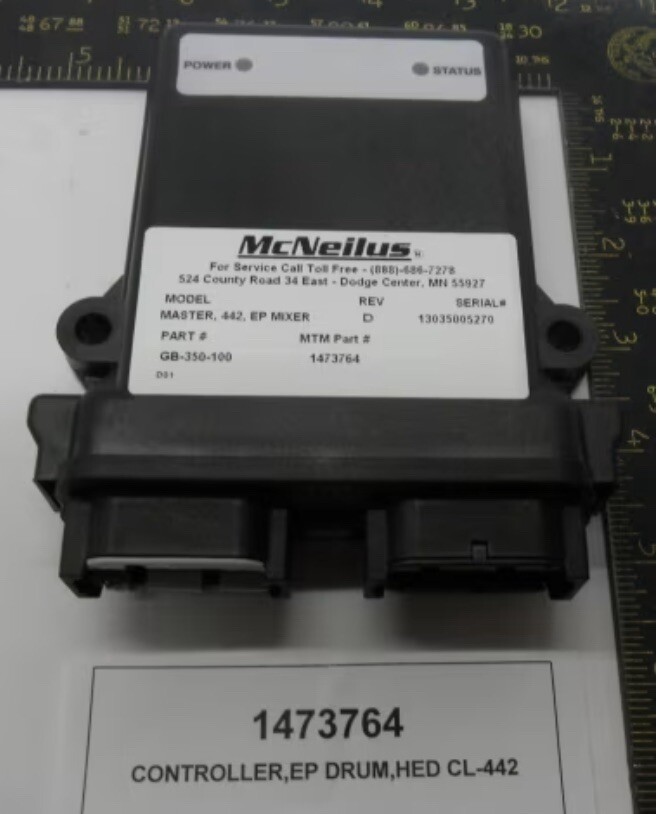 POWER STATUS
McNeilus
For Service Call Toll Free - (888)-686-7278
524 County Road 34 East - Dodge Center, MN 55927
MODEL REV SERIAL#
MASTER, 442, EP MIXER D 13035005270
PART # MTM Part #
GB-350-100 1473764
D21
1473764
CONTROLLER,EP DRUM,HED CL-442